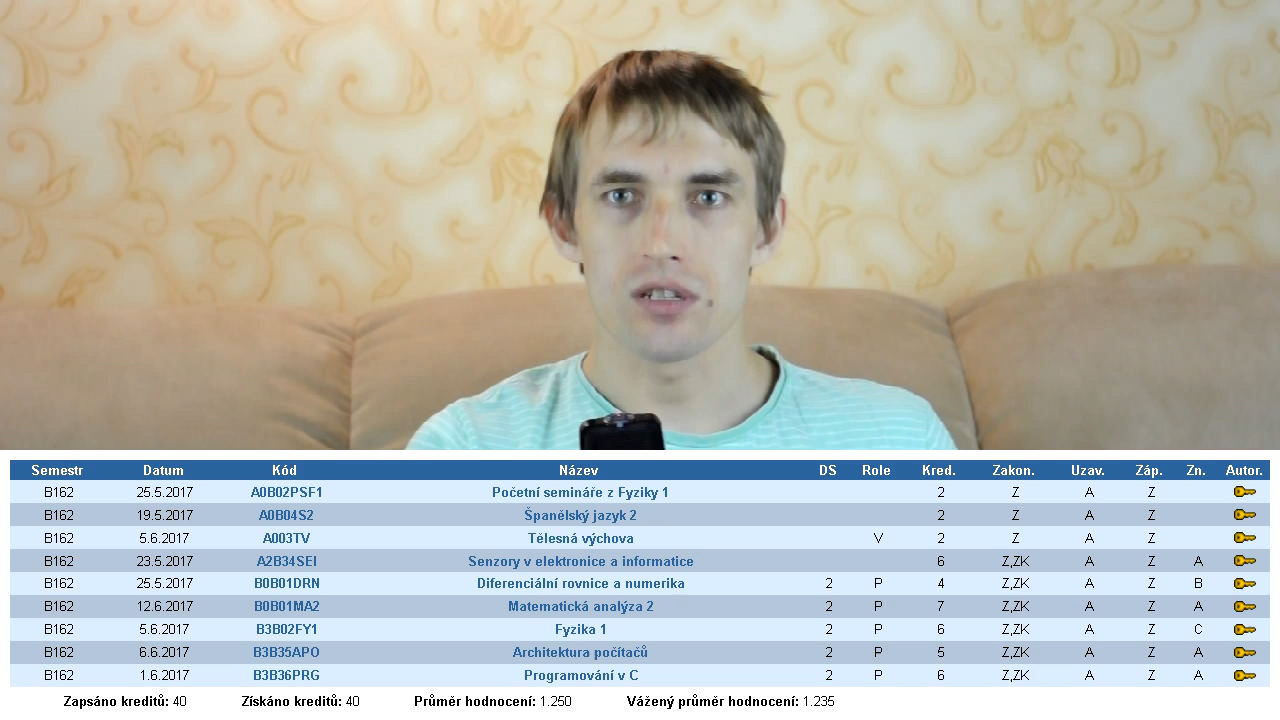 Semestr Datum Kód Název DS Role Kred. Zakon. Uzav. Záp. Zn. Autor.
B162 25.5.2017 A0B02PSF1 Početní semináře z Fyziky 1 2 Z A Z
B162 19.5.2017 A0B04S2 Španělský jazyk 2 2 Z A Z
B162 5.6.2017 A003TV Tělesná výchova V 2 Z A Z
B162 23.5.2017 A2B34SEI Senzory v elektronice a informatice 6 Z,ZK A Z A
B162 25.5.2017 B0B01DRN Diferenciální rovnice a numerika 2 P 4 Z,ZK A Z B
B162 12.6.2017 B0B01MA2 Matematická analýza 2 2 P 7 Z,ZK A Z A
B162 5.6.2017 B3B02FY1 Fyzika 1 2 P 6 Z,ZK A Z C
B162 6.6.2017 B3B35APO Architektura počítačů 2 P 5 Z,ZK A Z A
B162 1.6.2017 B3B36PRG Programování v C 2 P 6 Z,ZK A Z A
Zapsáno kreditů: 40 Získáno kreditů: 40 Průměr hodnocení: 1.250 Vážený průměr hodnocení: 1.235